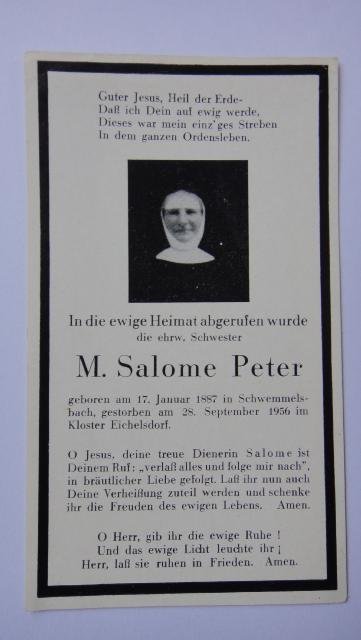 Guter Jesus, Heil der Erde-
Daß ich Dein auf ewig werde,
Dieses war mein einz'ges Streben
In dem ganzen Ordensleben.
In die ewige Heimat abgerufen wurde
die ehrw. Schwester
M. Salome Peter
geboren am 17. Januar 1887 in Schwemmels-
bach, gestorben am 28. September 1956 im
Kloster Eichelsdorf.
O Jesus, deine treue Dienerin Salome ist
Deinem Ruf: „verlaß alles und folge mir nach",
in bräutlicher Liebe gefolgt. Laß ihr nun auch
Deine Verheißung zuteil werden und schenke
ihr die Freuden des ewigen Lebens. Amen.
O Herr, gib ihr die ewige Ruhe !
Und das ewige Licht leuchte ihr ;
Herr, laß sie ruhen in Frieden. Amen.